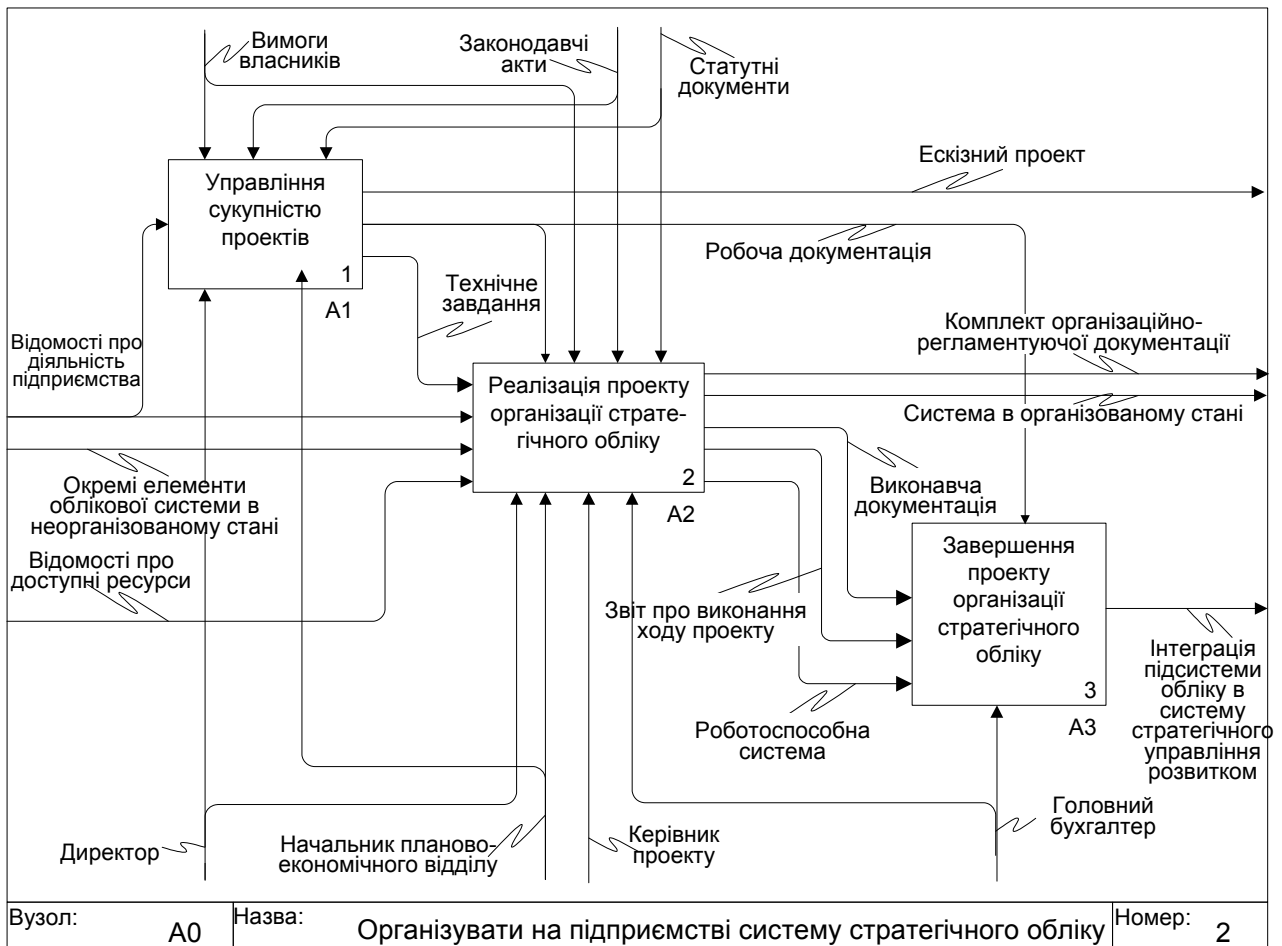 Вимоги
власників
Законодавчі
акти
Статутні
документи
Управління
сукупністю
проектів
1
А1
Ескізний проект
Робоча документація
Технічне
завдання
Відомості про
діяльність
підприємства
Комплект організаційно-
регламентуючої документації
Реалізація проекту
організації страте-
гічного обліку
2
А2
Система в організованому стані
Окремі елементи
облікової системи в
неорганізованому стані
Виконавча
документація
Відомості про
доступні ресурси
Завершення
проекту
організації
стратегічного
обліку
3
А3
Звіт про виконання
ходу проекту
Роботоспособна
система
Інтеграція
підсистеми
обліку в
систему
стратегічного
управління
розвитком
Директор
Начальник планово-
економічного відділу
Керівник
проекту
Головний
бухгалтер
Вузол:
А0
Назва:
Організувати на підприємстві систему стратегічного обліку
Номер:
2